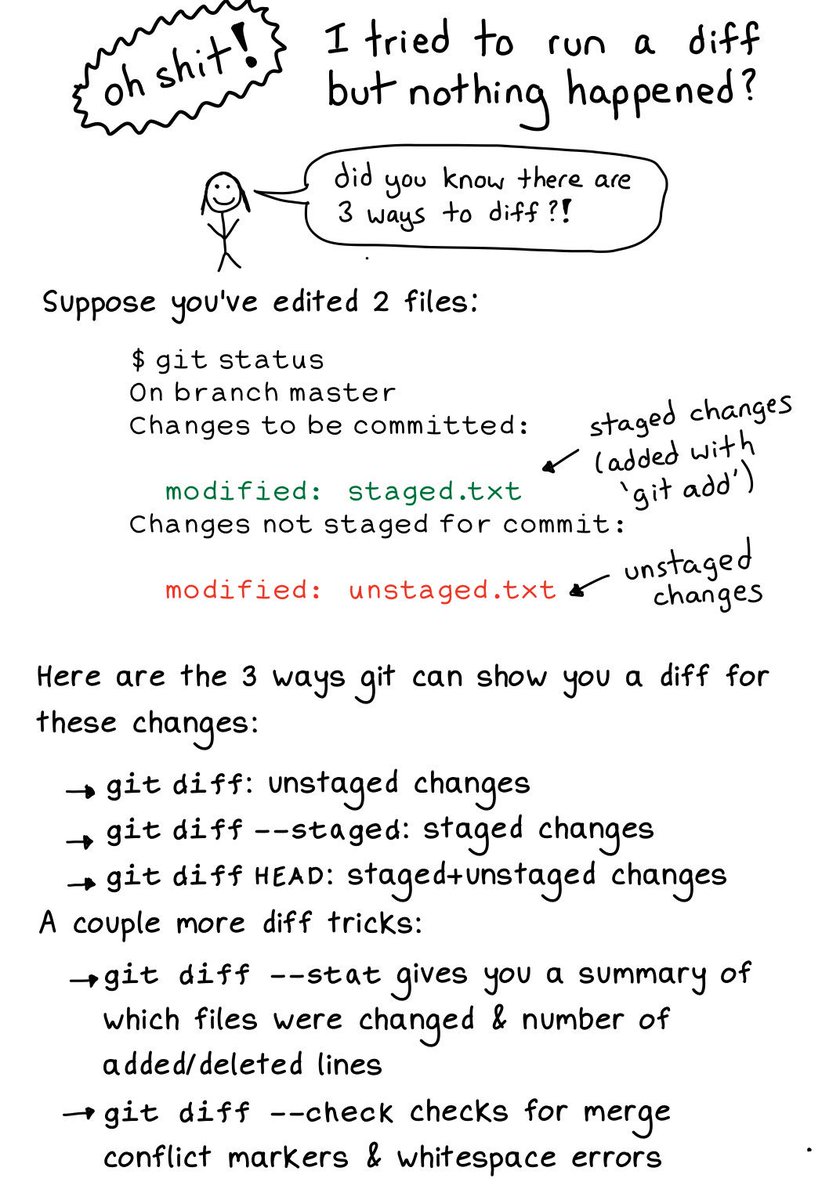 oh shit!
I tried to run a diff
but nothing happened?
did you know there are
3 ways to diff?!
Suppose you've edited 2 files:
$ git status
On branch master
Changes to be committed:
staged changes
(added with
'git add')
modified: staged.txt
Changes not staged for commit:
modified: unstaged.txt
unstaged
changes
Here are the 3 ways git can show you a diff for
these changes:
→ git diff: unstaged changes
→ git diff --staged: staged changes
→ git diff HEAD: staged+unstaged changes
A couple more diff tricks:
→ git diff --stat gives you a summary of
which files were changed & number of
added/deleted lines
→ git diff --check checks for merge
conflict markers & whitespace errors